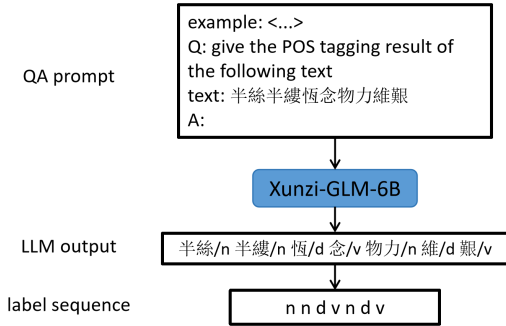 example: <...>
Q: give the POS tagging result of
the following text
text: 半絲半縷恆念物力維艱
A:
QA prompt
Xunzi-GLM-6B
LLM output
半絲/n 半縷/n 恆/d 念/v 物力/n 維/d 艱/v
label sequence
n n d v n d v